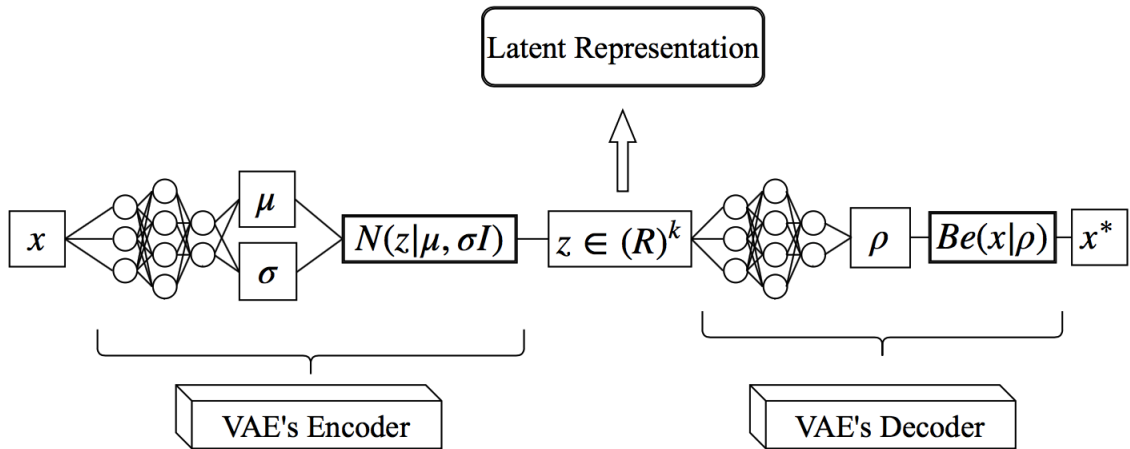 Latent Representation
x
μ
σ
N(z|μ, σI)
z ∈ (R)^k
ρ
Be(x|ρ)
x*
VAE's Encoder
VAE's Decoder